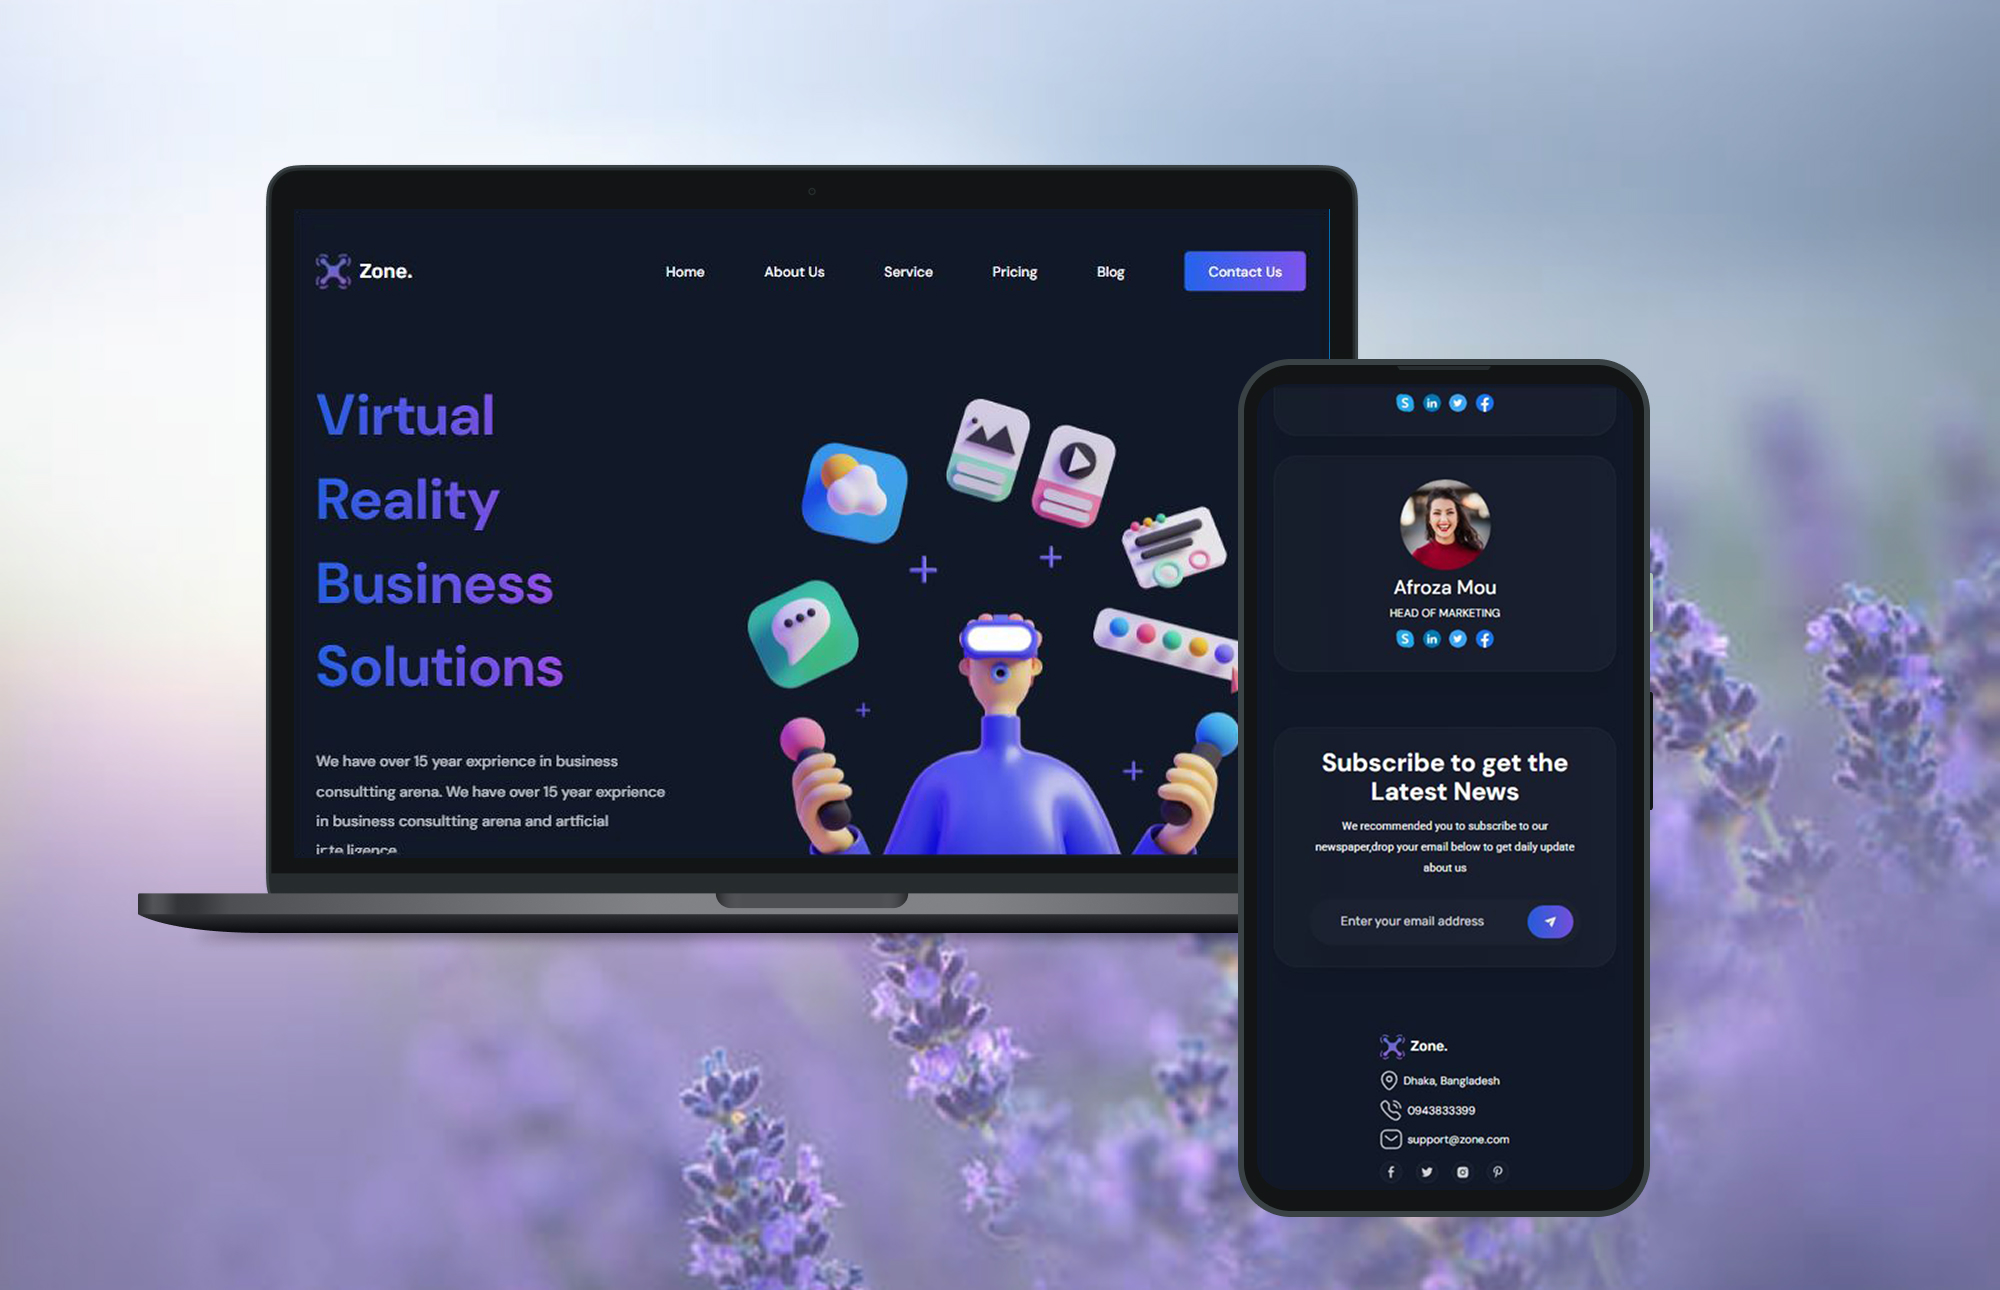 Zone.
Home
About Us
Service
Pricing
Blog
Contact Us
Virtual
Reality
Business
Solutions
We have over 15 year exprience in business
consultting arena. We have over 15 year exprience
in business consultting arena and artficial
Afroza Mou
HEAD OF MARKETING
Subscribe to get the
Latest News
We recommended you to subscribe to our
newspaper,drop your email below to get daily update
about us
Enter your email address
Zone.
Dhaka, Bangladesh
0943833399
support@zone.com